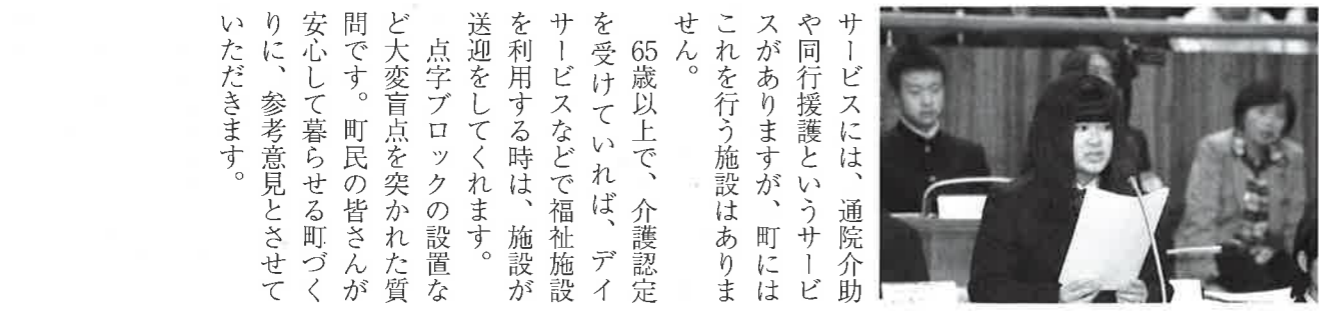 サービスには、通院介助
や同行援護というサービ
スがありますが、町には
これを行う施設はありま
せん。
　65歳以上で、介護認定
を受けていれば、デイ
サービスなどで福祉施設
を利用する時は、施設が
送迎をしてくれます。
　点字ブロックの設置な
ど大変盲点を突かれた質
問です。町民の皆さんが
安心して暮らせる町づく
りに、参考意見とさせて
いただきます。